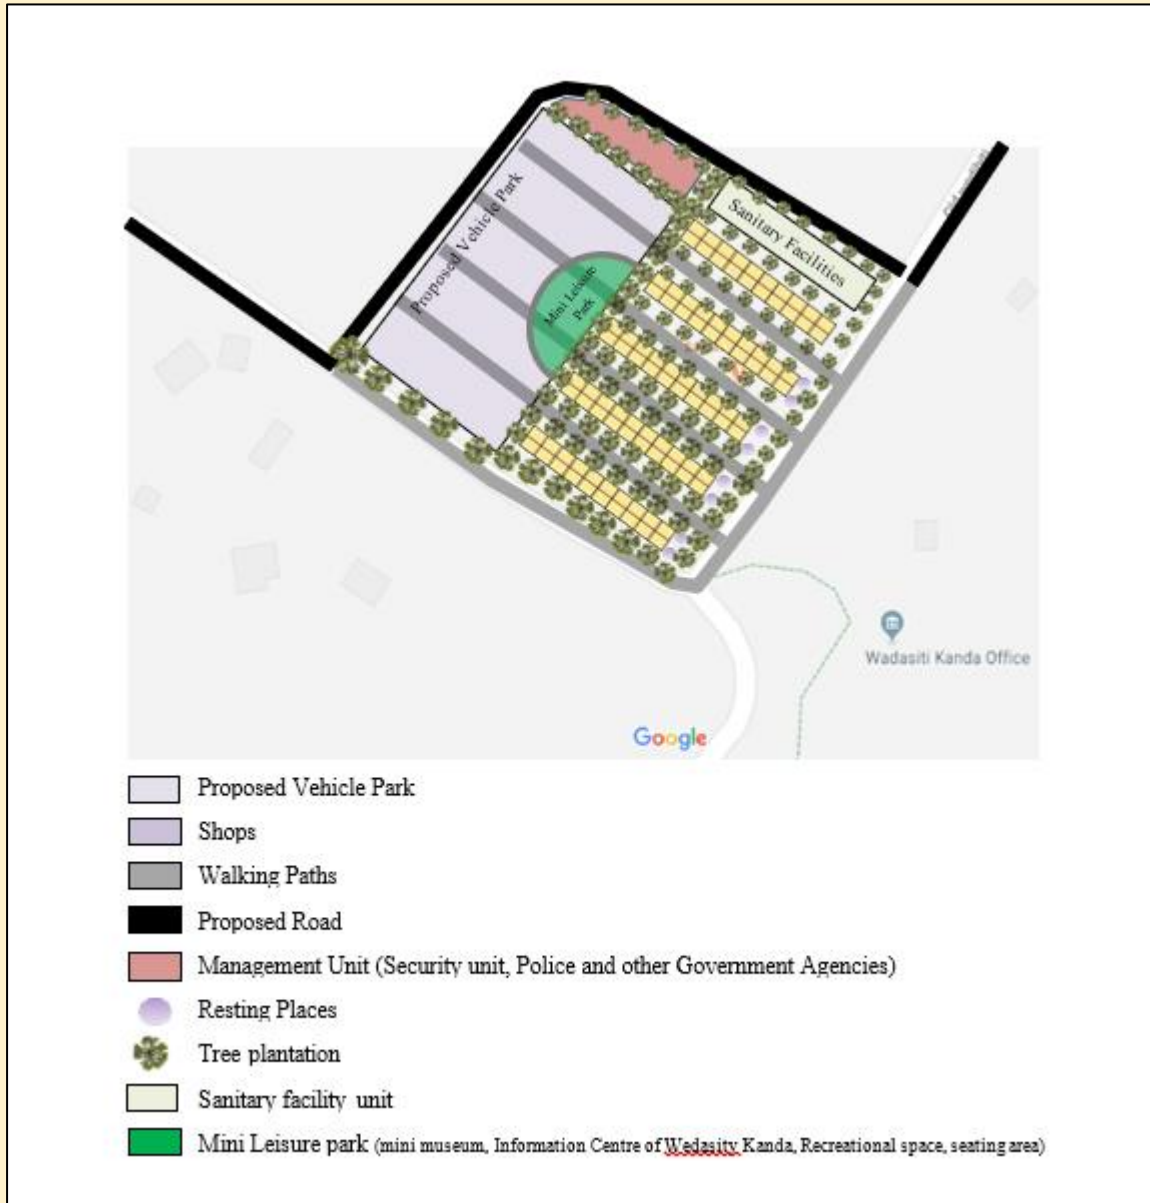 Proposed Vehicle Park
Sanitary Facilities
Mini Leisure
Park
Wadasiti Kanda Office
Google
Proposed Vehicle Park
Shops
Walking Paths
Proposed Road
Management Unit (Security unit, Police and other Government Agencies)
Resting Places
Tree plantation
Sanitary facility unit
Mini Leisure park (mini museum, Information Centre of Wedasity Kanda, Recreational space, seating area)